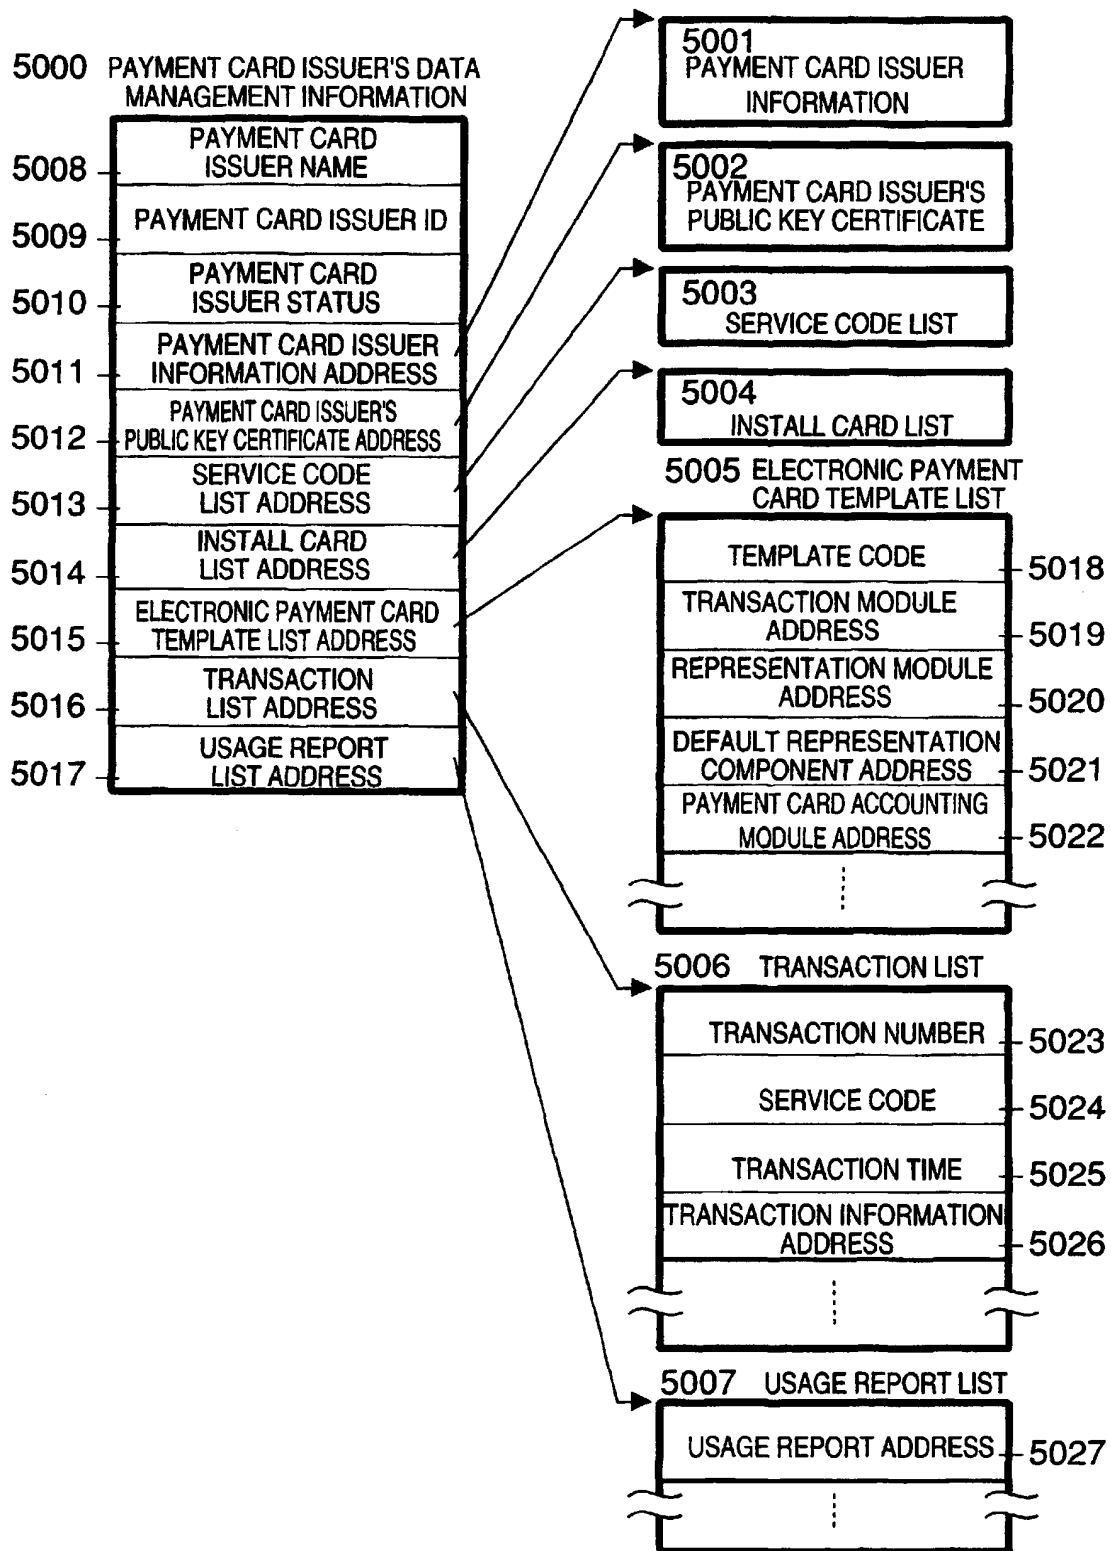 5000 PAYMENT CARD ISSUER'S DATA
MANAGEMENT INFORMATION
5008
PAYMENT CARD
ISSUER NAME
5009
PAYMENT CARD ISSUER ID
5010
PAYMENT CARD
ISSUER STATUS
5011
PAYMENT CARD ISSUER
INFORMATION ADDRESS
5012
PAYMENT CARD ISSUER'S
PUBLIC KEY CERTIFICATE ADDRESS
5013
SERVICE CODE
LIST ADDRESS
5014
INSTALL CARD
LIST ADDRESS
5015
ELECTRONIC PAYMENT CARD
TEMPLATE LIST ADDRESS
5016
TRANSACTION
LIST ADDRESS
5017
USAGE REPORT
LIST ADDRESS
5001
PAYMENT CARD ISSUER
INFORMATION
5002
PAYMENT CARD ISSUER'S
PUBLIC KEY CERTIFICATE
5003
SERVICE CODE LIST
5004
INSTALL CARD LIST
5005 ELECTRONIC PAYMENT
CARD TEMPLATE LIST
TEMPLATE CODE
5018
TRANSACTION MODULE
ADDRESS
5019
REPRESENTATION MODULE
ADDRESS
5020
DEFAULT REPRESENTATION
COMPONENT ADDRESS
5021
PAYMENT CARD ACCOUNTING
MODULE ADDRESS
5022
5006 TRANSACTION LIST
TRANSACTION NUMBER
5023
SERVICE CODE
5024
TRANSACTION TIME
5025
TRANSACTION INFORMATION
ADDRESS
5026
5007 USAGE REPORT LIST
USAGE REPORT ADDRESS
5027